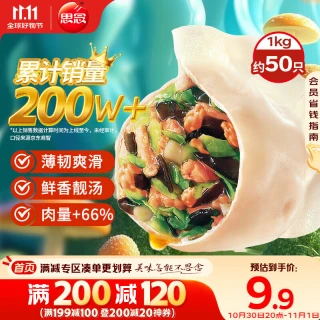 11.11
全球好物节
思念
1kg
约50只
会员省钱指南
累计销量
200W+
薄韧爽滑
鲜香靓汤
肉量+66%
首页 满减专区凑单更划算 美味怎能不思念
满200减120
(满199减100 叠200减20神券)
预估到手价
9.9
10月30日20点-11月1日